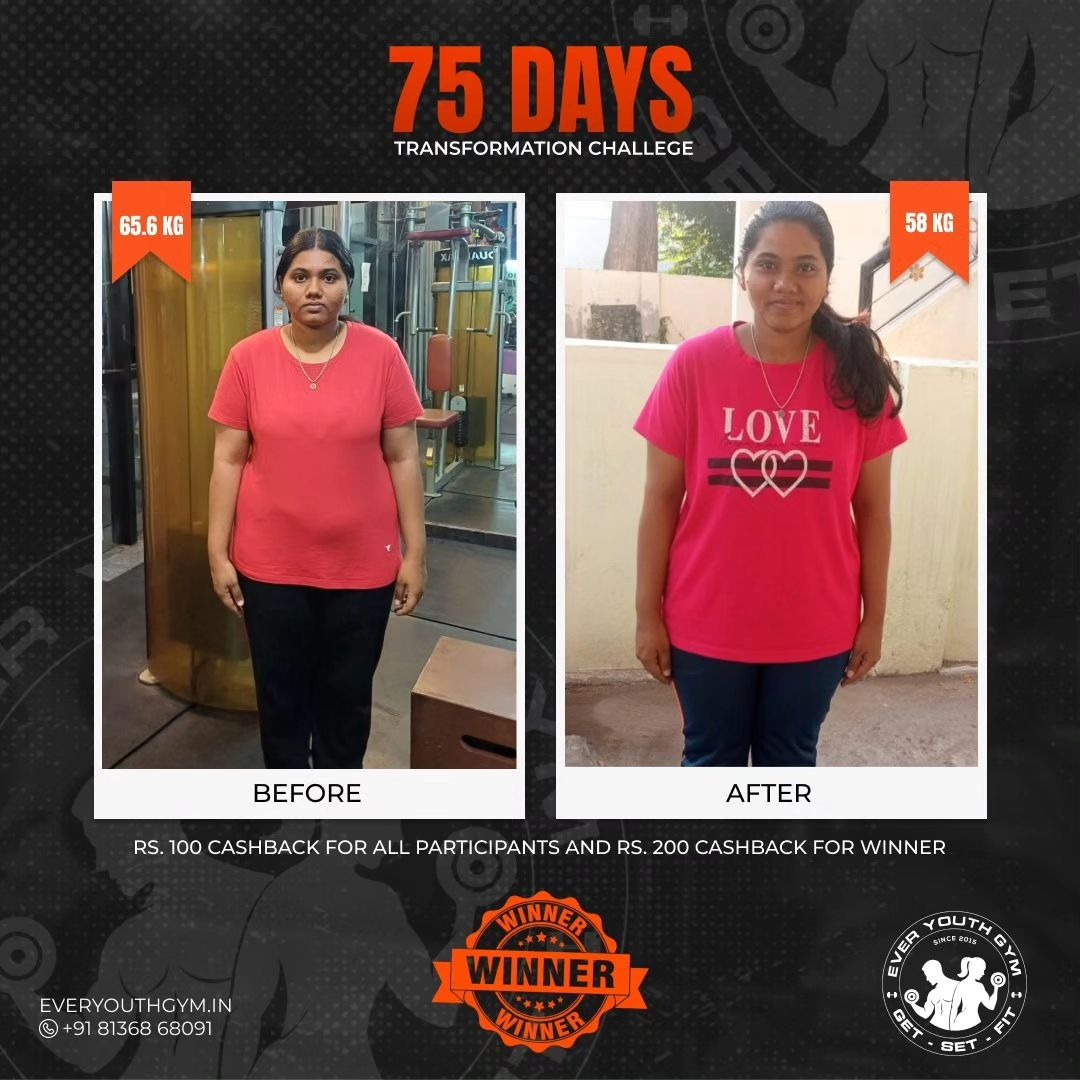 75 DAYS
TRANSFORMATION CHALLEGE
65.6 KG
58 KG
LOVE
BEFORE
AFTER
RS. 100 CASHBACK FOR ALL PARTICIPANTS AND RS. 200 CASHBACK FOR WINNER
WINNER
WINNER
WINNER
EVERYOUTHGYM.IN
+91 81368 68091
EVER YOUTH GYM
SINCE 2015
GET - SET - FIT